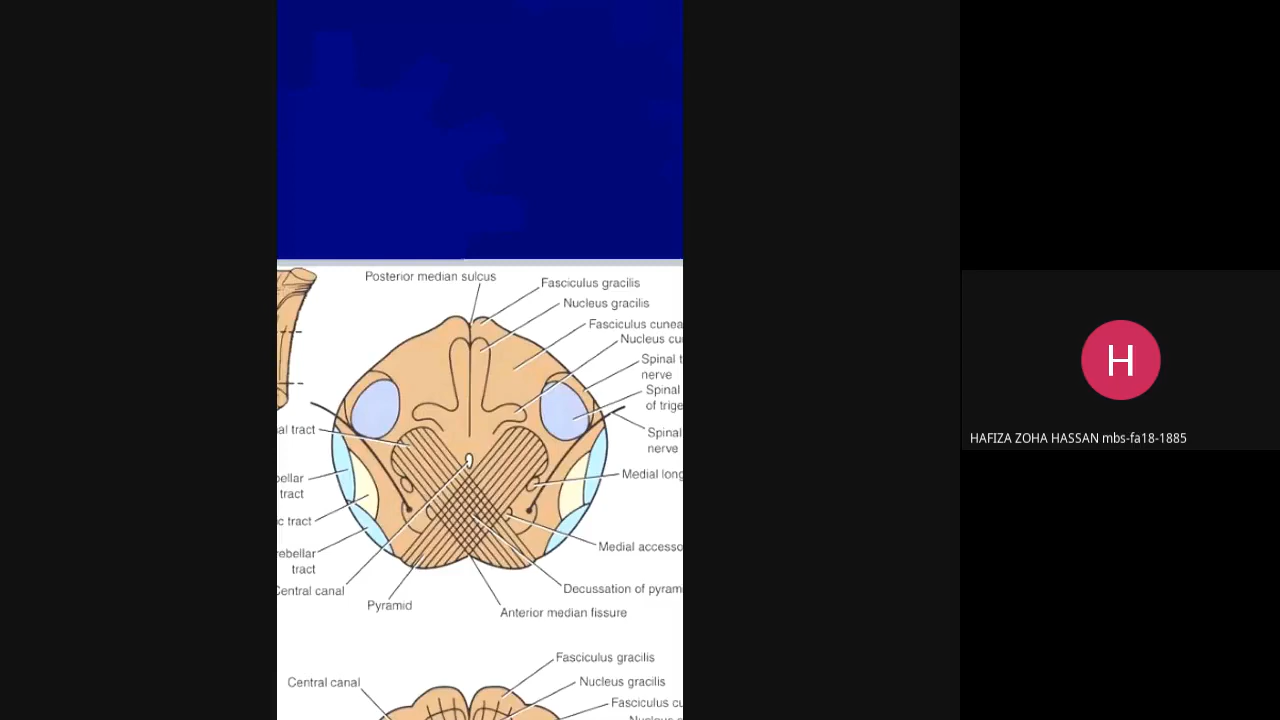 Posterior median sulcus
Fasciculus gracilis
Nucleus gracilis
Fasciculus cunea
Nucleus cu
Spinal t
nerve
Spinal
of trige
al tract
Spinal
nerve
Medial long
ellar
tract
c tract
Medial accesso
ebellar
tract
Central canal
Decussation of pyram
Pyramid
Anterior median fissure
Fasciculus gracilis
Central canal
Nucleus gracilis
Fasciculus cu
H
HAFIZA ZOHA HASSAN mbs-fa18-1885